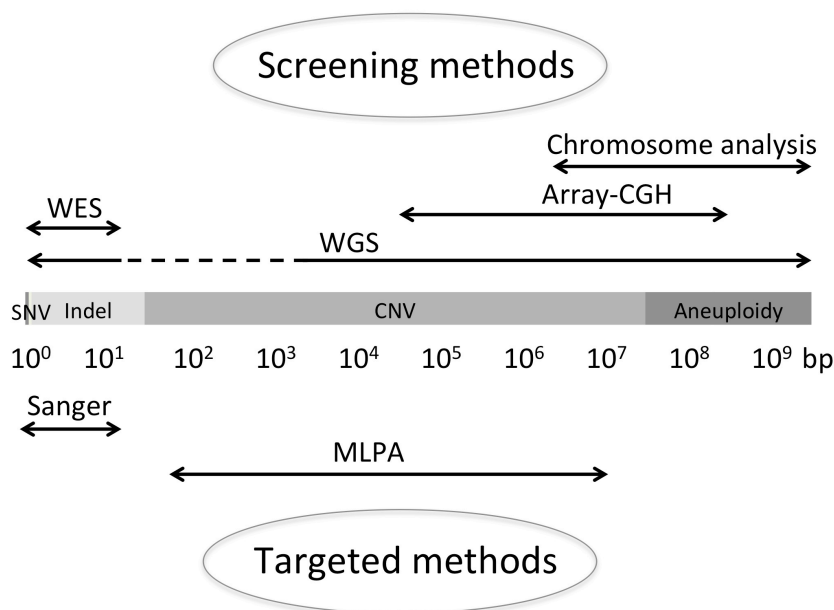 Screening methods
Chromosome analysis
Array-CGH
WES
WGS
SNV Indel CNV Aneuploidy
10⁰ 10¹ 10² 10³ 10⁴ 10⁵ 10⁶ 10⁷ 10⁸ 10⁹ bp
Sanger
MLPA
Targeted methods